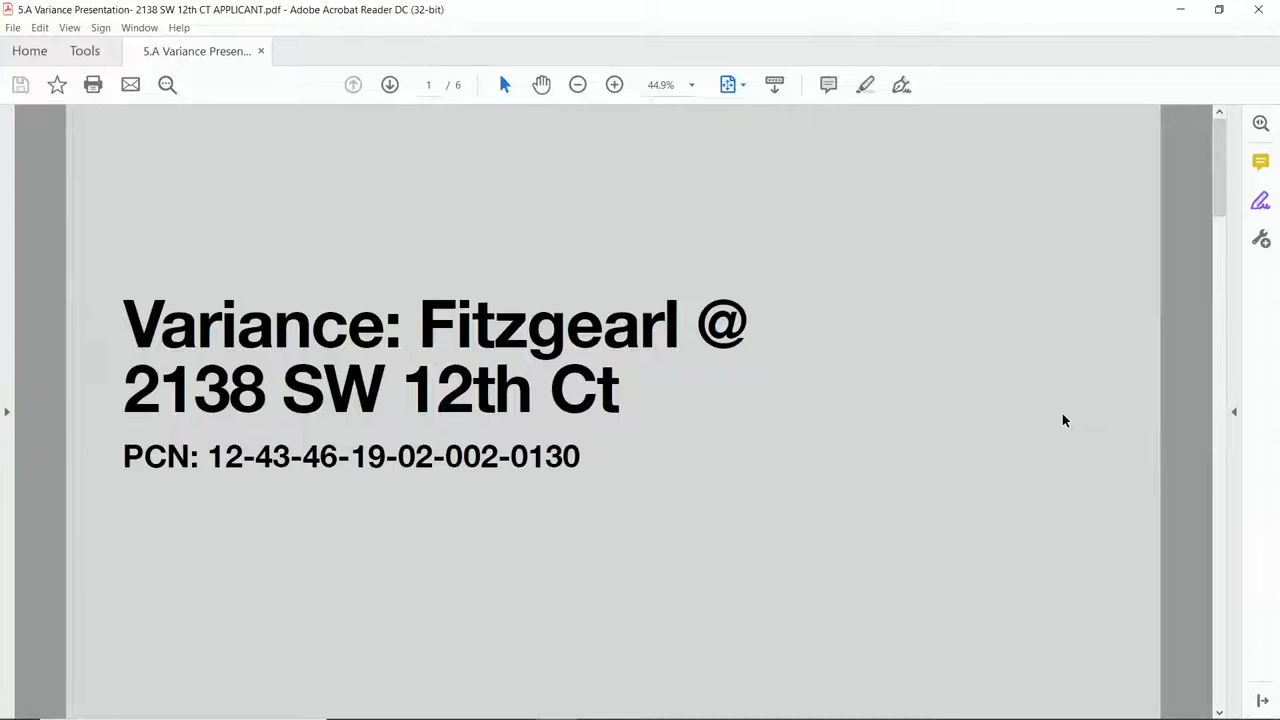 5.A Variance Presentation- 2138 SW 12th CT APPLICANT.pdf - Adobe Acrobat Reader DC (32-bit)
File Edit View Sign Window Help
Home Tools 5.A Variance Presen... ×
1 / 6 44.9%
Variance: Fitzgearl @
2138 SW 12th Ct
PCN: 12-43-46-19-02-002-0130